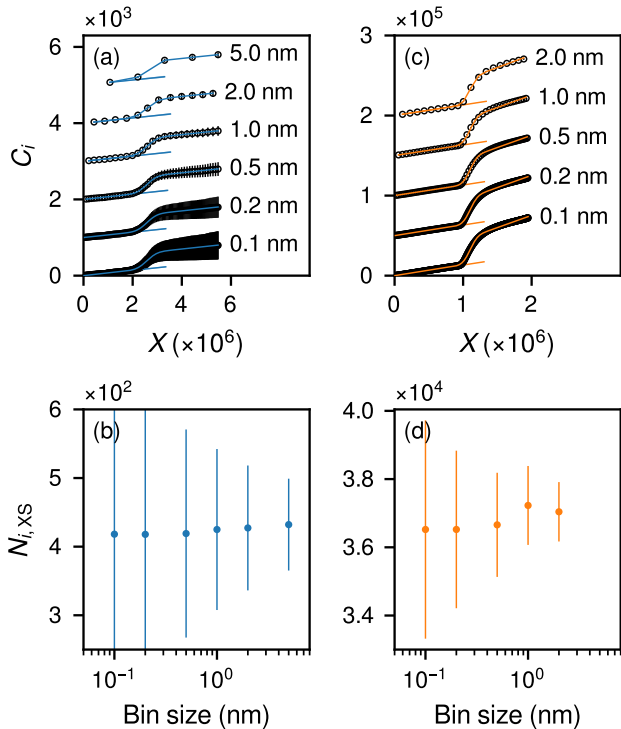 ×10³
(a)
5.0 nm
2.0 nm
1.0 nm
0.5 nm
0.2 nm
0.1 nm
6
4
2
0
C_i
0 2 4 6
X (×10⁶)
×10⁵
(c)
2.0 nm
1.0 nm
0.5 nm
0.2 nm
0.1 nm
3
2
1
0
0 1 2 3
X (×10⁶)
×10²
(b)
6
5
4
3
N_{i,XS}
10⁻¹ 10⁰
Bin size (nm)
×10⁴
(d)
4.0
3.8
3.6
3.4
10⁻¹ 10⁰
Bin size (nm)